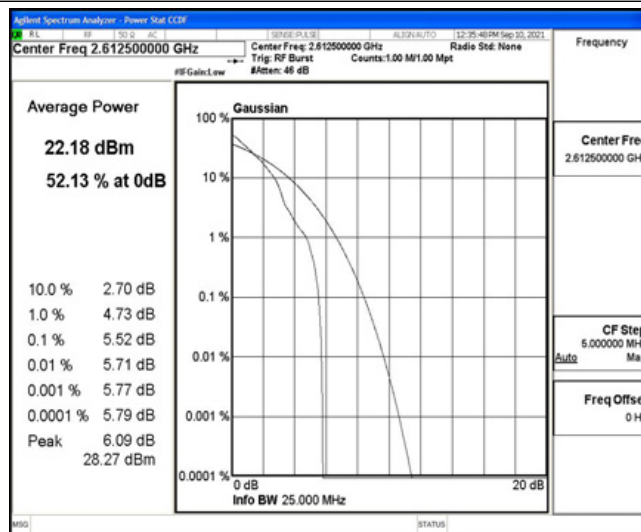 Agilent Spectrum Analyzer - Power Stat CCDF
RL RF 50 Ω AC SENSE:PULSE ALIGN AUTO 12:35:48 PM Sep 10, 2021
Center Freq 2.612500000 GHz
Center Freq: 2.612500000 GHz Radio Std: None
Trig: RF Burst Counts:1.00 M/1.00 Mpt
#IFGain:Low #Atten: 46 dB
Frequency
Average Power
22.18 dBm
52.13 % at 0dB
10.0 % 2.70 dB
1.0 % 4.73 dB
0.1 % 5.52 dB
0.01 % 5.71 dB
0.001 % 5.77 dB
0.0001 % 5.79 dB
Peak 6.09 dB
28.27 dBm
Gaussian
100 %
10 %
1 %
0.1 %
0.01 %
0.001 %
0.0001 %
0 dB 20 dB
Info BW 25.000 MHz
Center Fre
2.612500000 GH
CF Ste
5.000000 MH
Auto Ma
Freq Offse
0 H
MSG STATUS